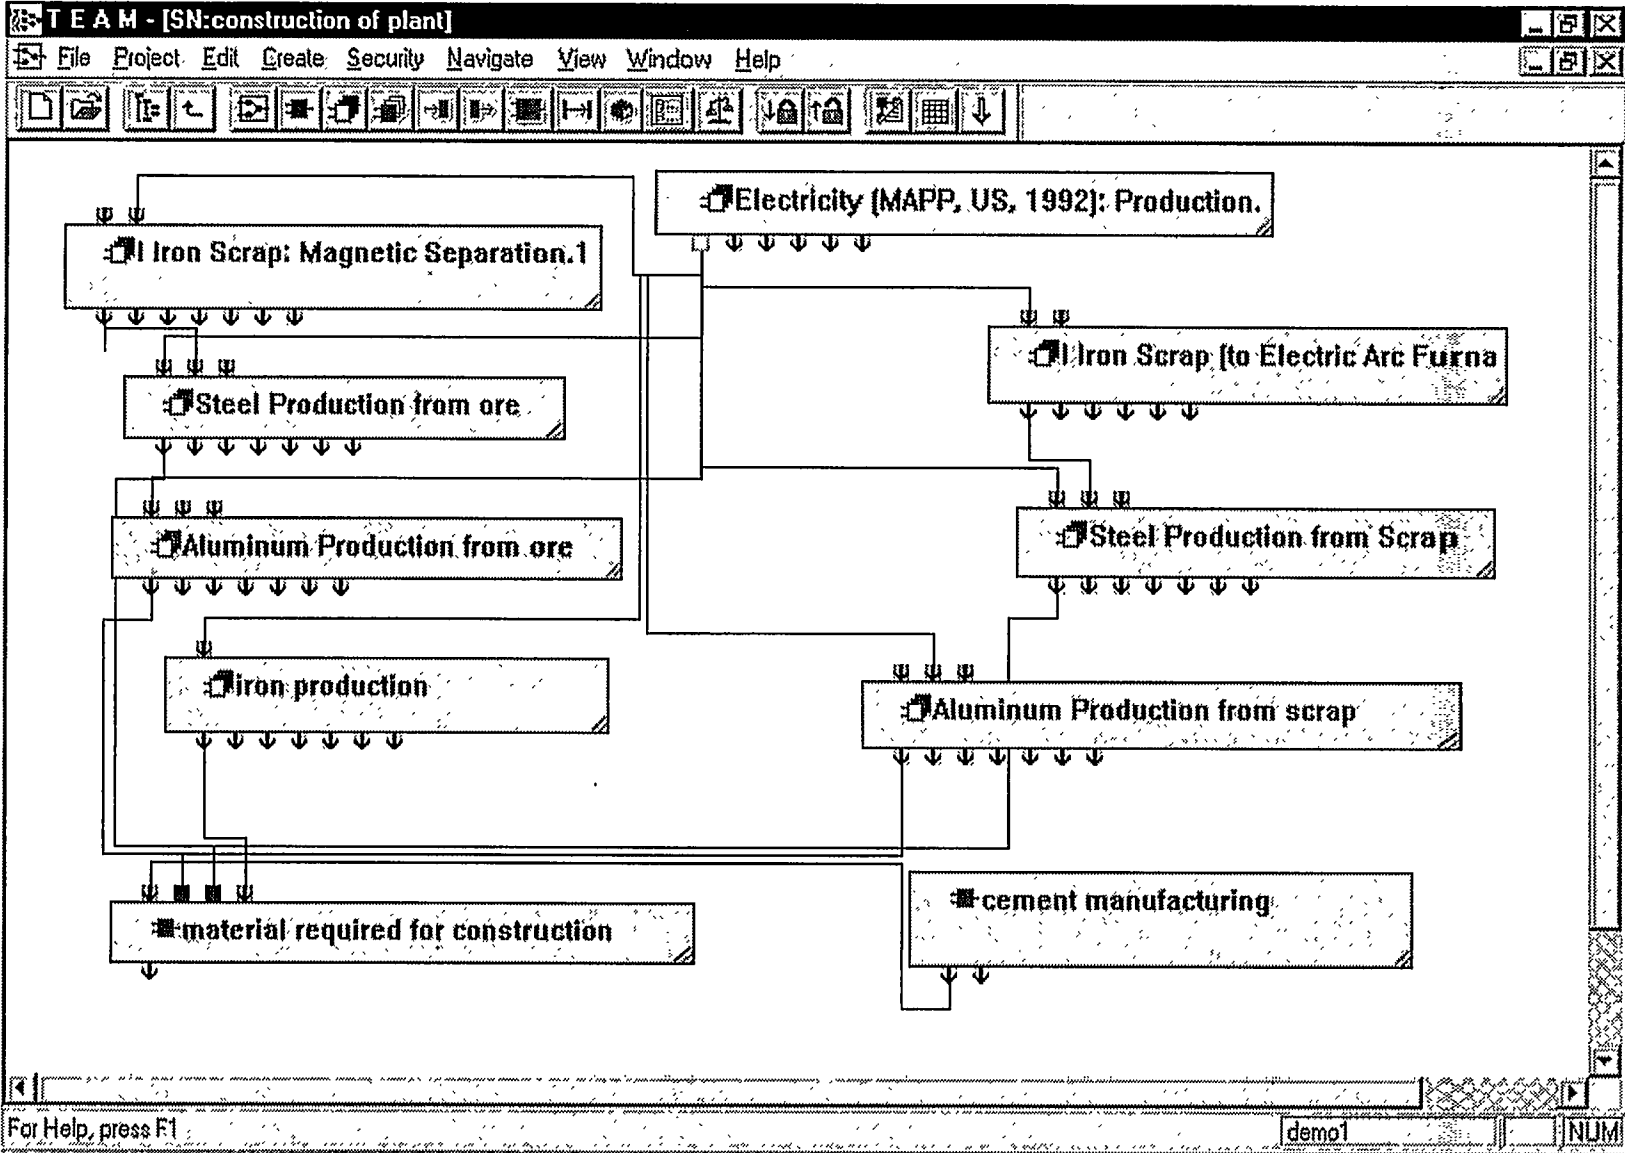 T E A M - [SN:construction of plant]
File Project Edit Create Security Navigate View Window Help
Electricity (MAPP, US, 1992): Production.
I Iron Scrap: Magnetic Separation.1
I Iron Scrap (to Electric Arc Furna
Steel Production from ore
Steel Production from Scrap
Aluminum Production from ore
iron production
Aluminum Production from scrap
cement manufacturing
material required for construction
For Help, press F1
demo1
NUM